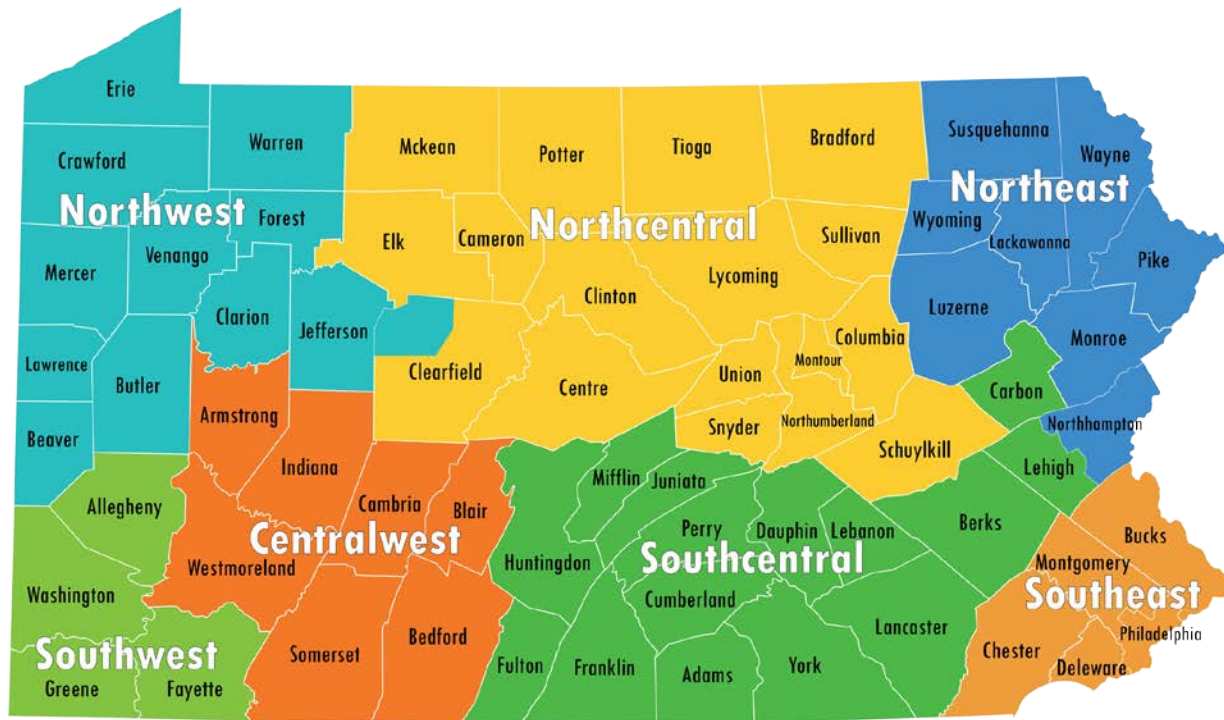 Erie
Warren
Mckean
Potter
Tioga
Bradford
Susquehanna
Wayne
Crawford
Northwest
Forest
Northcentral
Northeast
Elk
Cameron
Sullivan
Wyoming
Lackawanna
Venango
Mercer
Lycoming
Pike
Clinton
Luzerne
Clarion
Jefferson
Columbia
Monroe
Lawrence
Butler
Clearfield
Centre
Union
Montour
Carbon
Armstrong
Beaver
Snyder
Northumberland
Northhampton
Schuylkill
Indiana
Mifflin
Juniata
Lehigh
Allegheny
Cambria
Blair
Perry
Dauphin
Lebanon
Berks
Bucks
Centralwest
Southcentral
Westmoreland
Huntingdon
Montgomery
Washington
Cumberland
Southeast
Lancaster
Philadelphia
Southwest
Somerset
Bedford
Fulton
Franklin
Adams
York
Chester
Deleware
Greene
Fayette